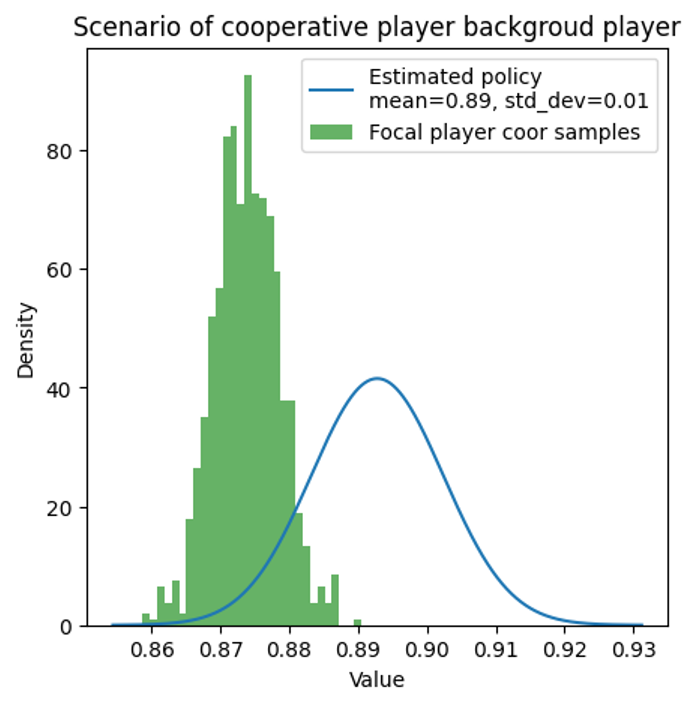 Scenario of cooperative player backgroud player
Estimated policy
mean=0.89, std_dev=0.01
Focal player coor samples
80
60
40
20
0
Density
0.86 0.87 0.88 0.89 0.90 0.91 0.92 0.93
Value